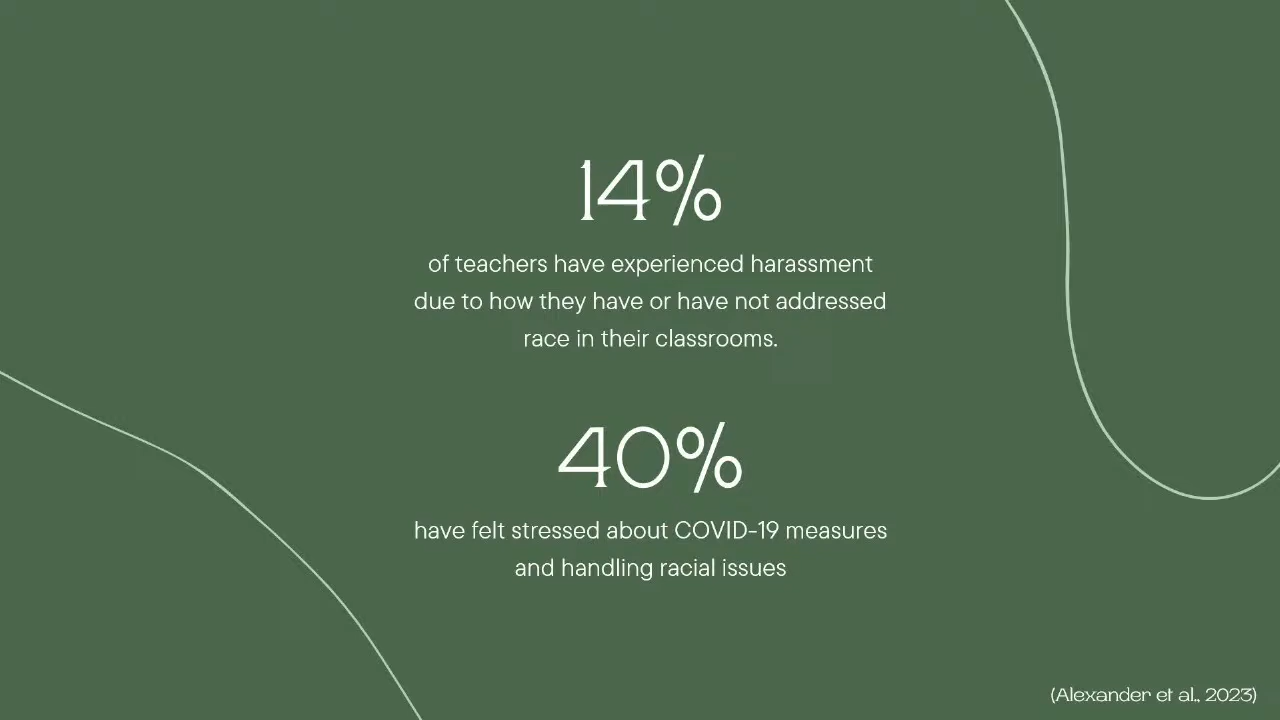 14%
of teachers have experienced harassment
due to how they have or have not addressed
race in their classrooms.
40%
have felt stressed about COVID-19 measures
and handling racial issues
(Alexander et al., 2023)